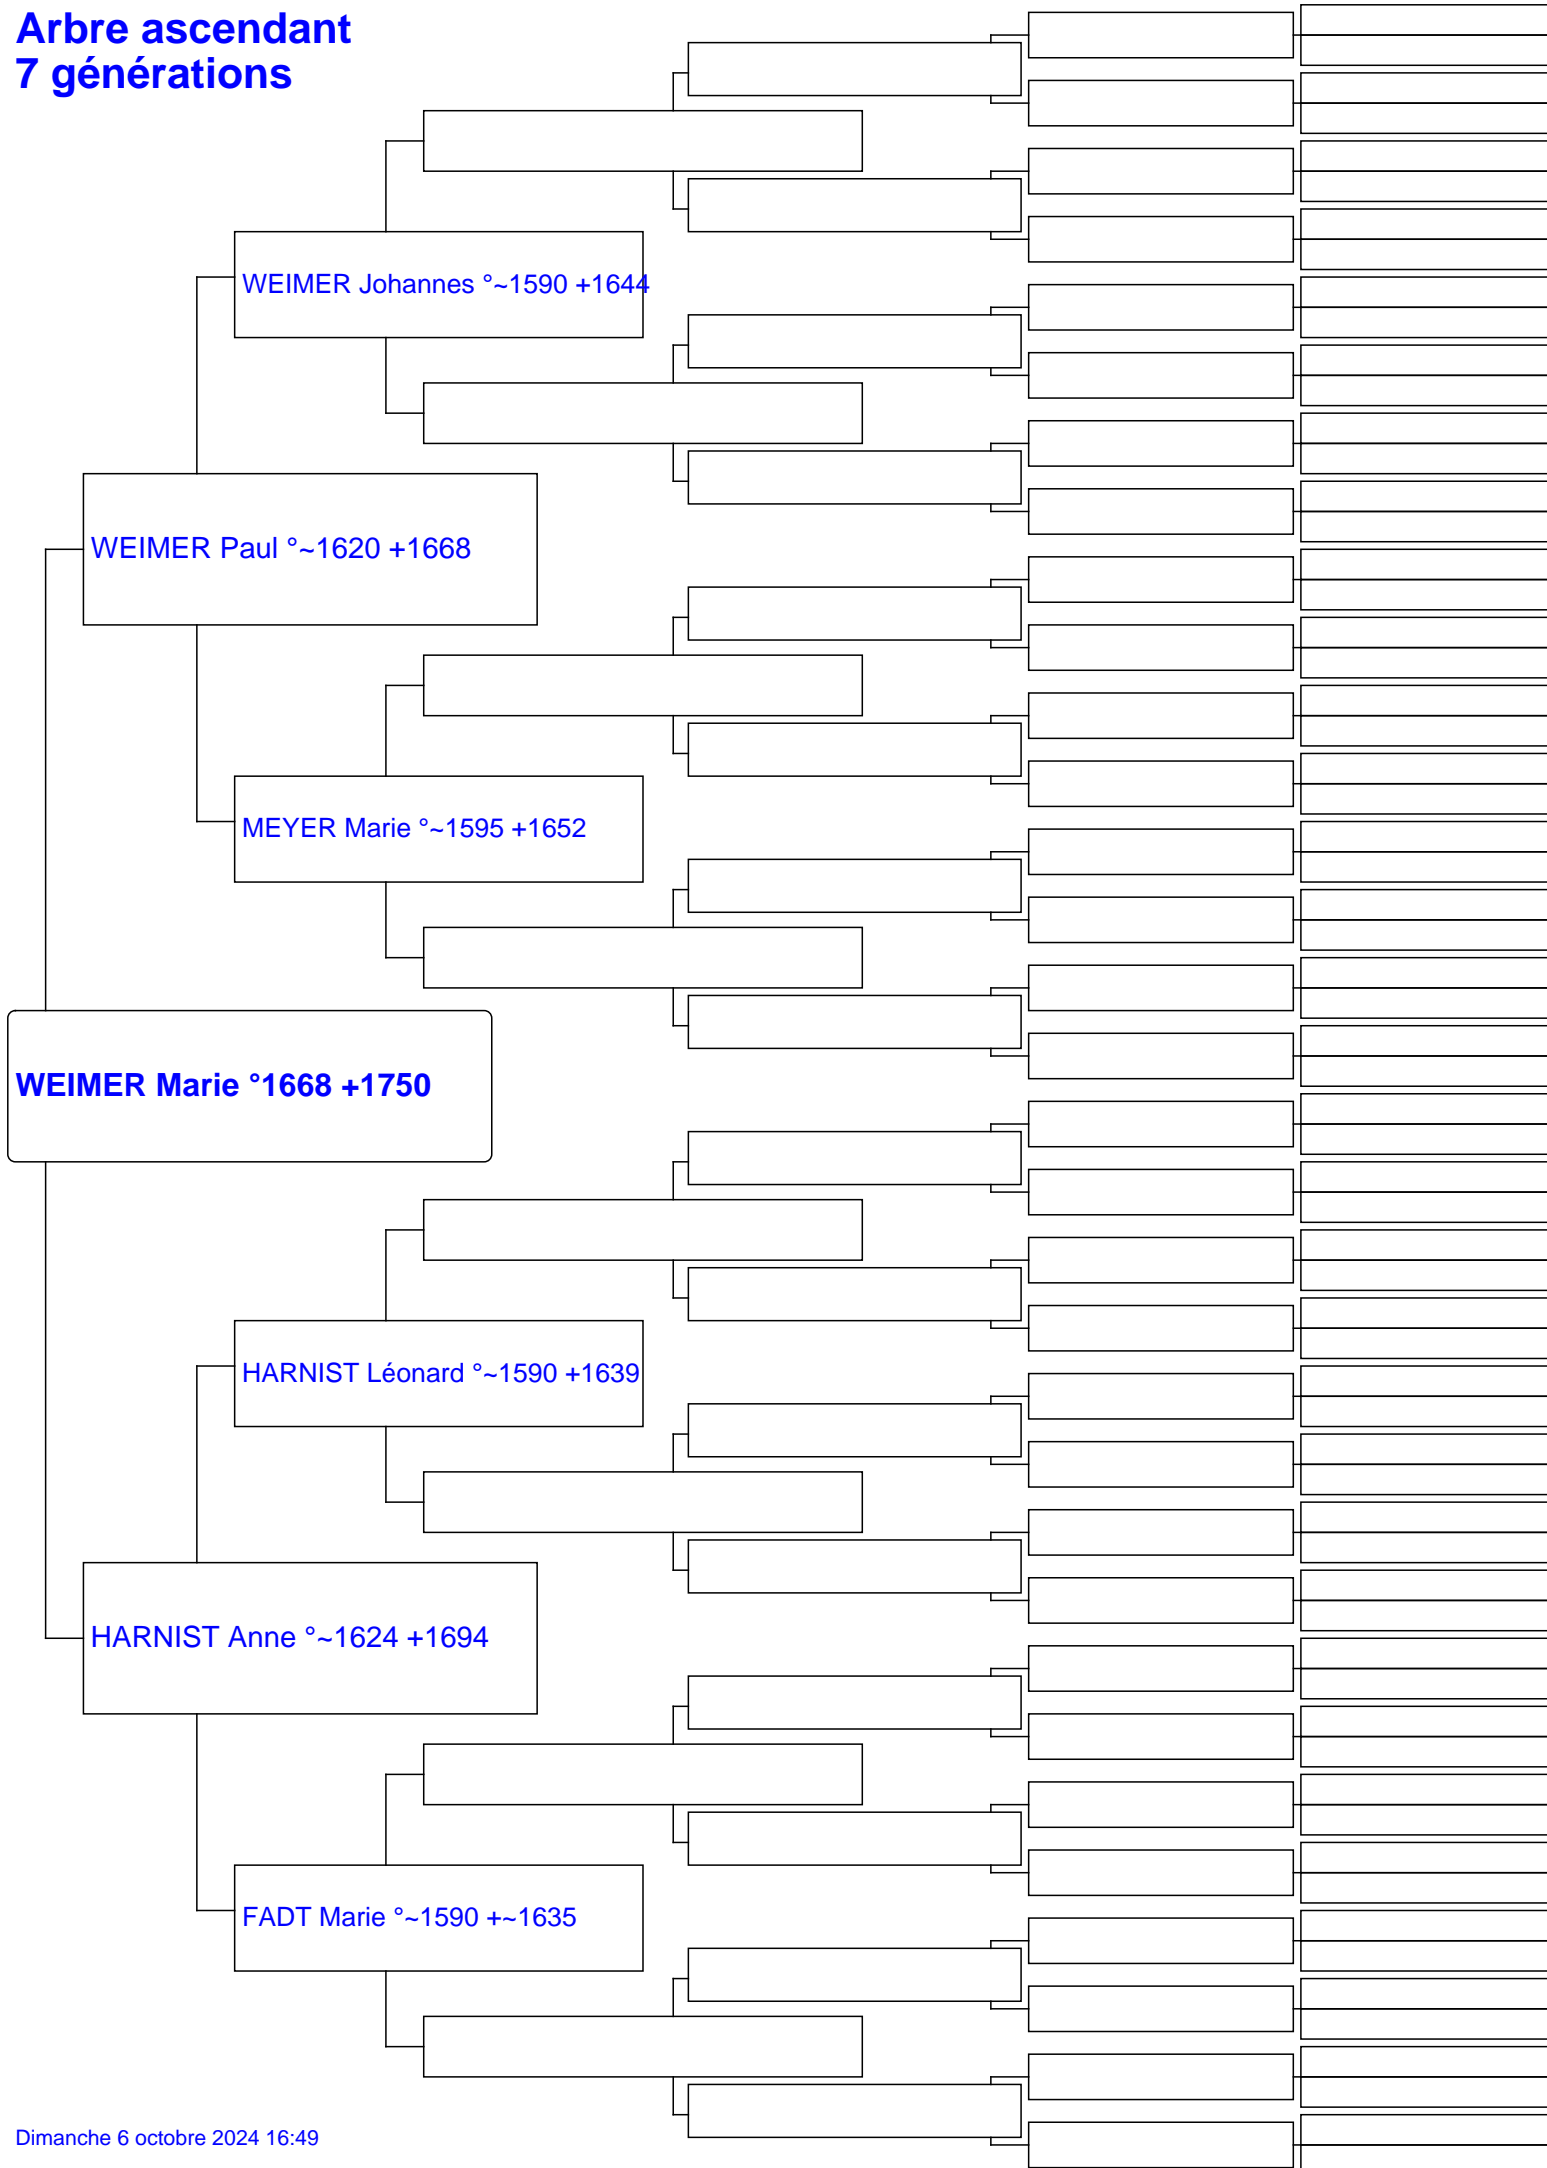 Arbre ascendant
7 générations
WEIMER Johannes °~1590 +1644
WEIMER Paul °~1620 +1668
MEYER Marie °~1595 +1652
WEIMER Marie °1668 +1750
HARNIST Léonard °~1590 +1639
HARNIST Anne °~1624 +1694
FADT Marie °~1590 +~1635
Dimanche 6 octobre 2024 16:49